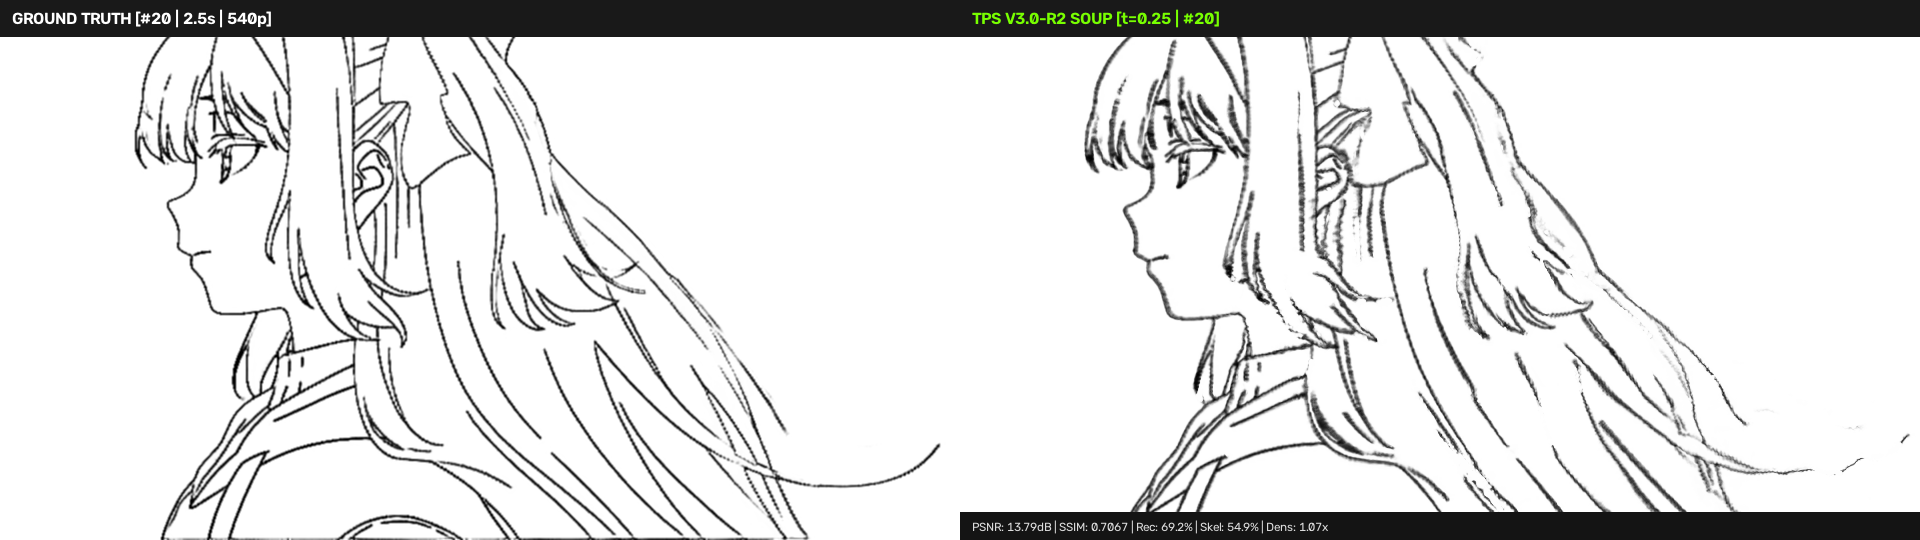 GROUND TRUTH [#20 | 2.5s | 540p]
TPS V3.0-R2 SOUP [t=0.25 | #20]
PSNR: 13.79dB | SSIM: 0.7067 | Rec: 69.2% | Skel: 54.9% | Dens: 1.07x